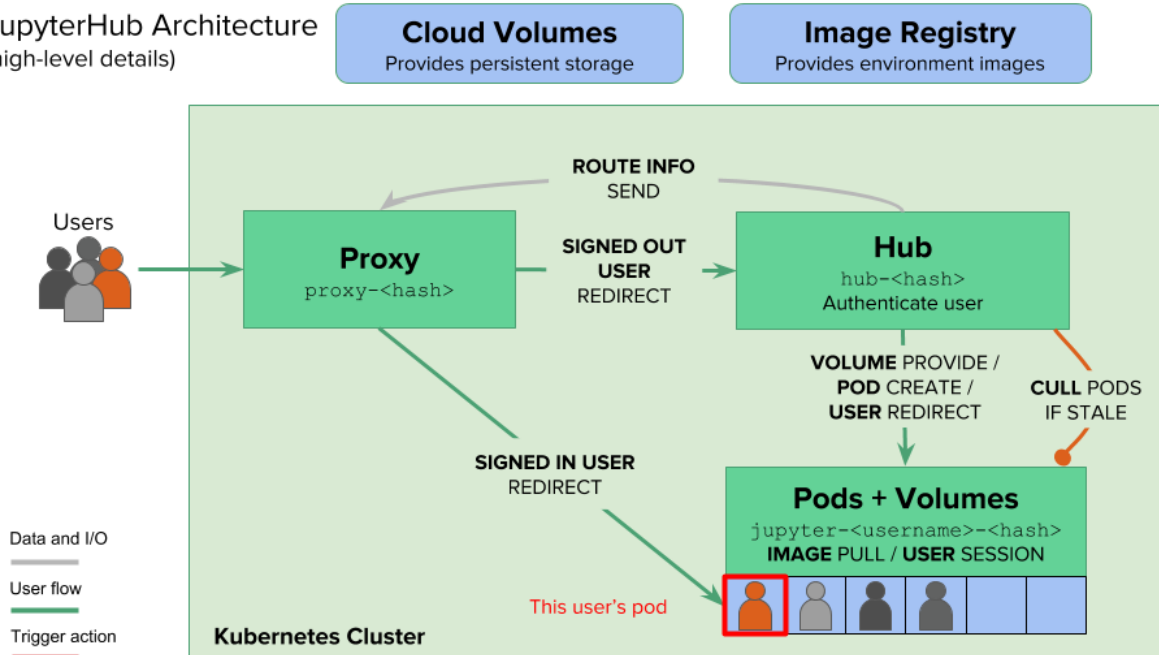 upyterHub Architecture
high-level details)
Cloud Volumes
Provides persistent storage
Image Registry
Provides environment images
ROUTE INFO
SEND
Users
Proxy
proxy-<hash>
SIGNED OUT
USER
REDIRECT
Hub
hub-<hash>
Authenticate user
VOLUME PROVIDE /
POD CREATE /
USER REDIRECT
CULL PODS
IF STALE
SIGNED IN USER
REDIRECT
Pods + Volumes
jupyter-<username>-<hash>
IMAGE PULL / USER SESSION
Data and I/O
User flow
Trigger action
This user's pod
Kubernetes Cluster